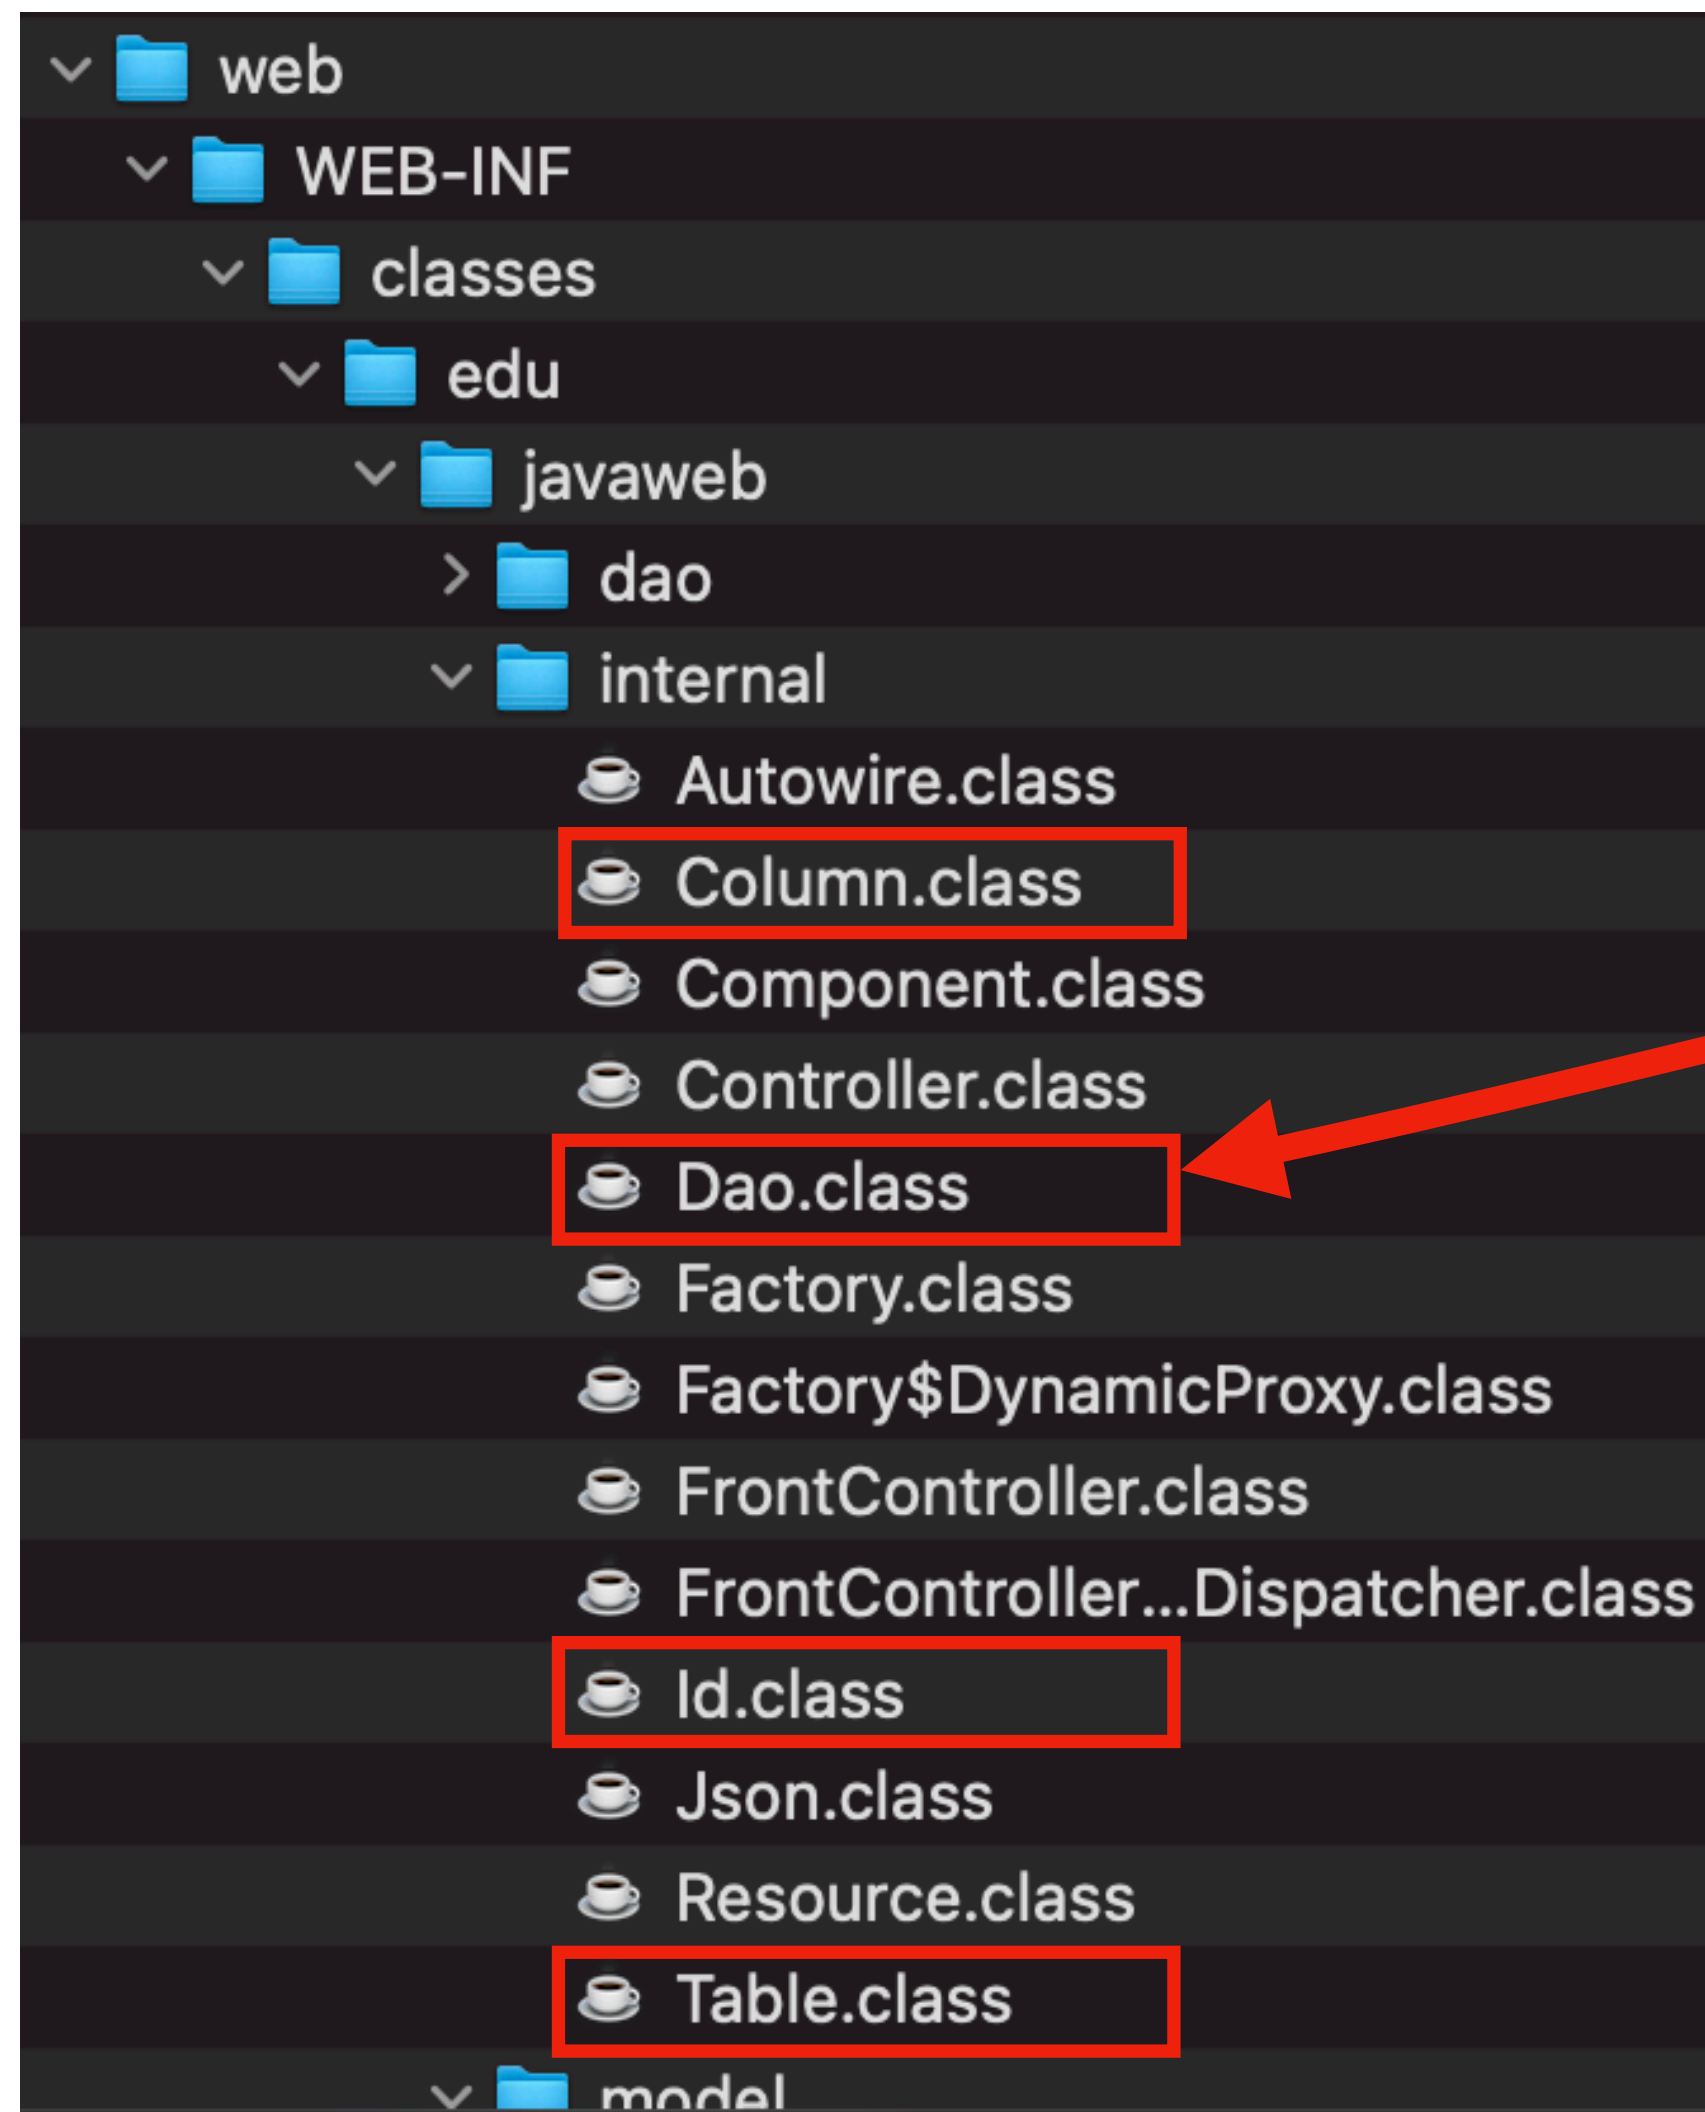 web
WEB-INF
classes
edu
javaweb
dao
internal
Autowire.class
Column.class
Component.class
Controller.class
Dao.class
Factory.class
Factory$DynamicProxy.class
FrontController.class
FrontController...Dispatcher.class
Id.class
Json.class
Resource.class
Table.class
model